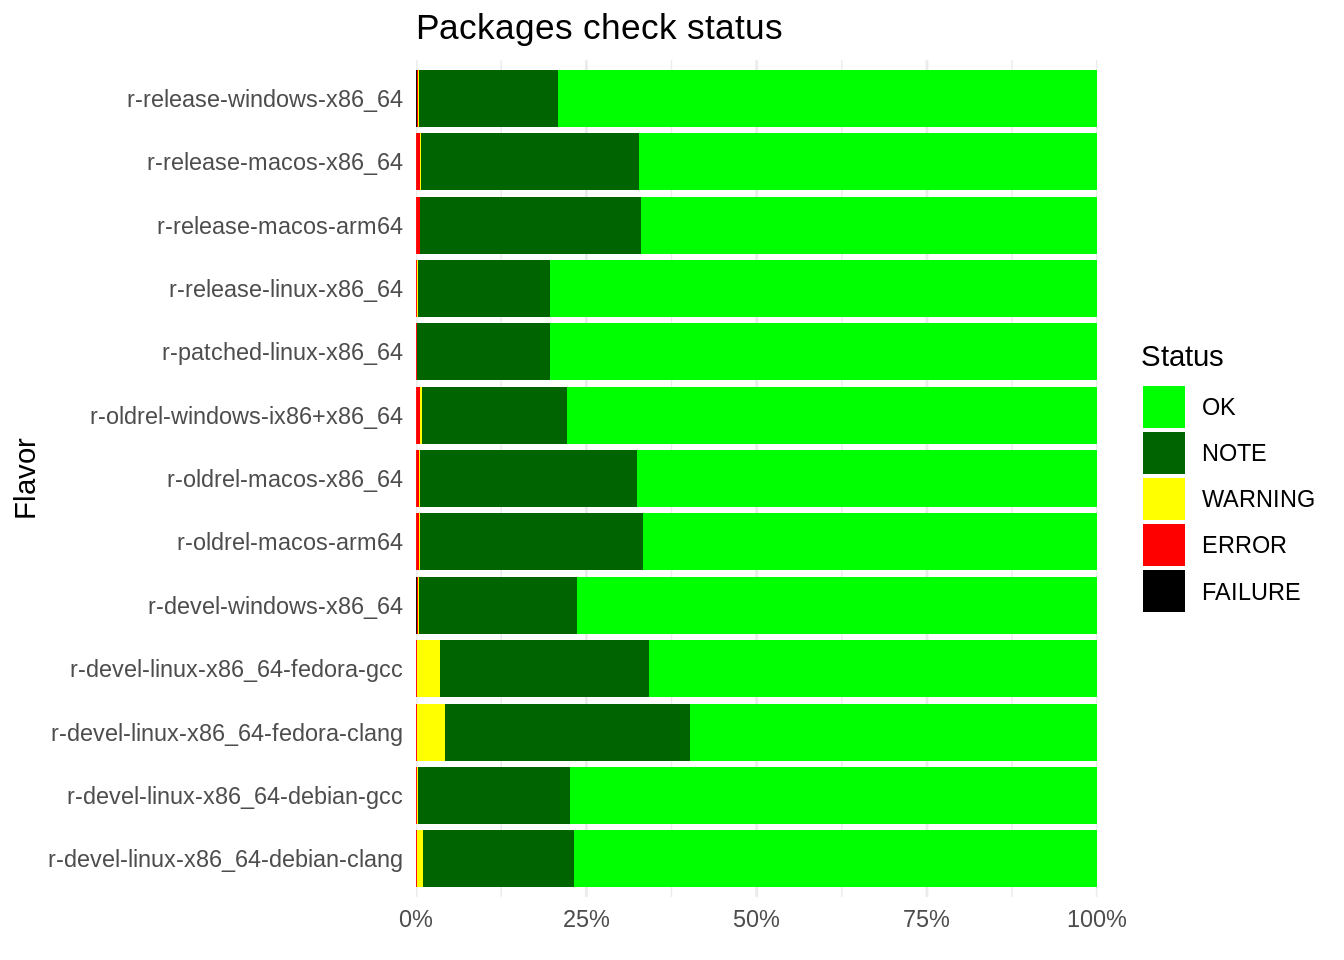 Packages check status
r-release-windows-x86_64
r-release-macos-x86_64
r-release-macos-arm64
r-release-linux-x86_64
r-patched-linux-x86_64
r-oldrel-windows-ix86+x86_64
r-oldrel-macos-x86_64
r-oldrel-macos-arm64
r-devel-windows-x86_64
r-devel-linux-x86_64-fedora-gcc
r-devel-linux-x86_64-fedora-clang
r-devel-linux-x86_64-debian-gcc
r-devel-linux-x86_64-debian-clang
Flavor
0% 25% 50% 75% 100%
Status
OK
NOTE
WARNING
ERROR
FAILURE